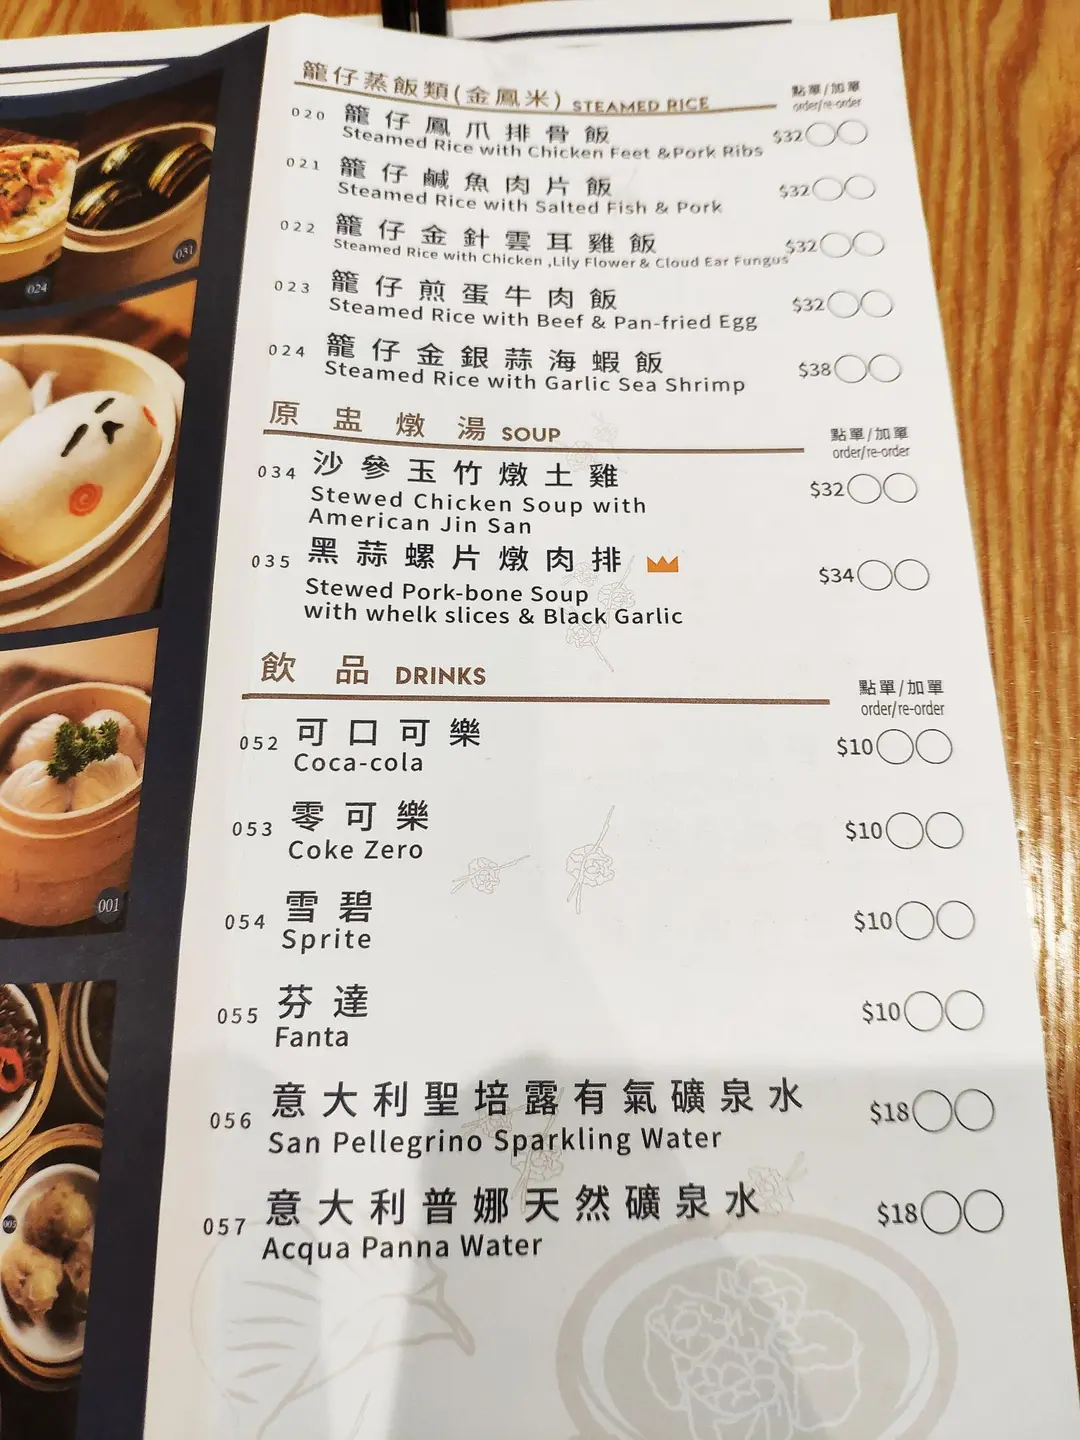 籠仔蒸飯類(金鳳米) STEAMED RICE
點單/加單
order/re-order
020 籠仔鳳爪排骨飯 $32
Steamed Rice with Chicken Feet &Pork Ribs
021 籠仔鹹魚肉片飯 $32
Steamed Rice with Salted Fish & Pork
022 籠仔金針雲耳雞飯 $32
Steamed Rice with Chicken ,Lily Flower & Cloud Ear Fungus
023 籠仔煎蛋牛肉飯 $32
Steamed Rice with Beef & Pan-fried Egg
024 籠仔金銀蒜海蝦飯 $38
Steamed Rice with Garlic Sea Shrimp
原盅燉湯 SOUP
點單/加單
order/re-order
034 沙參玉竹燉土雞 $32
Stewed Chicken Soup with
American Jin San
035 黑蒜螺片燉肉排 $34
Stewed Pork-bone Soup
with whelk slices & Black Garlic
飲品 DRINKS
點單/加單
order/re-order
052 可口可樂 $10
Coca-cola
053 零可樂 $10
Coke Zero
054 雪碧 $10
Sprite
055 芬達 $10
Fanta
056 意大利聖培露有氣礦泉水 $18
San Pellegrino Sparkling Water
057 意大利普娜天然礦泉水 $18
Acqua Panna Water
031
024
001
005